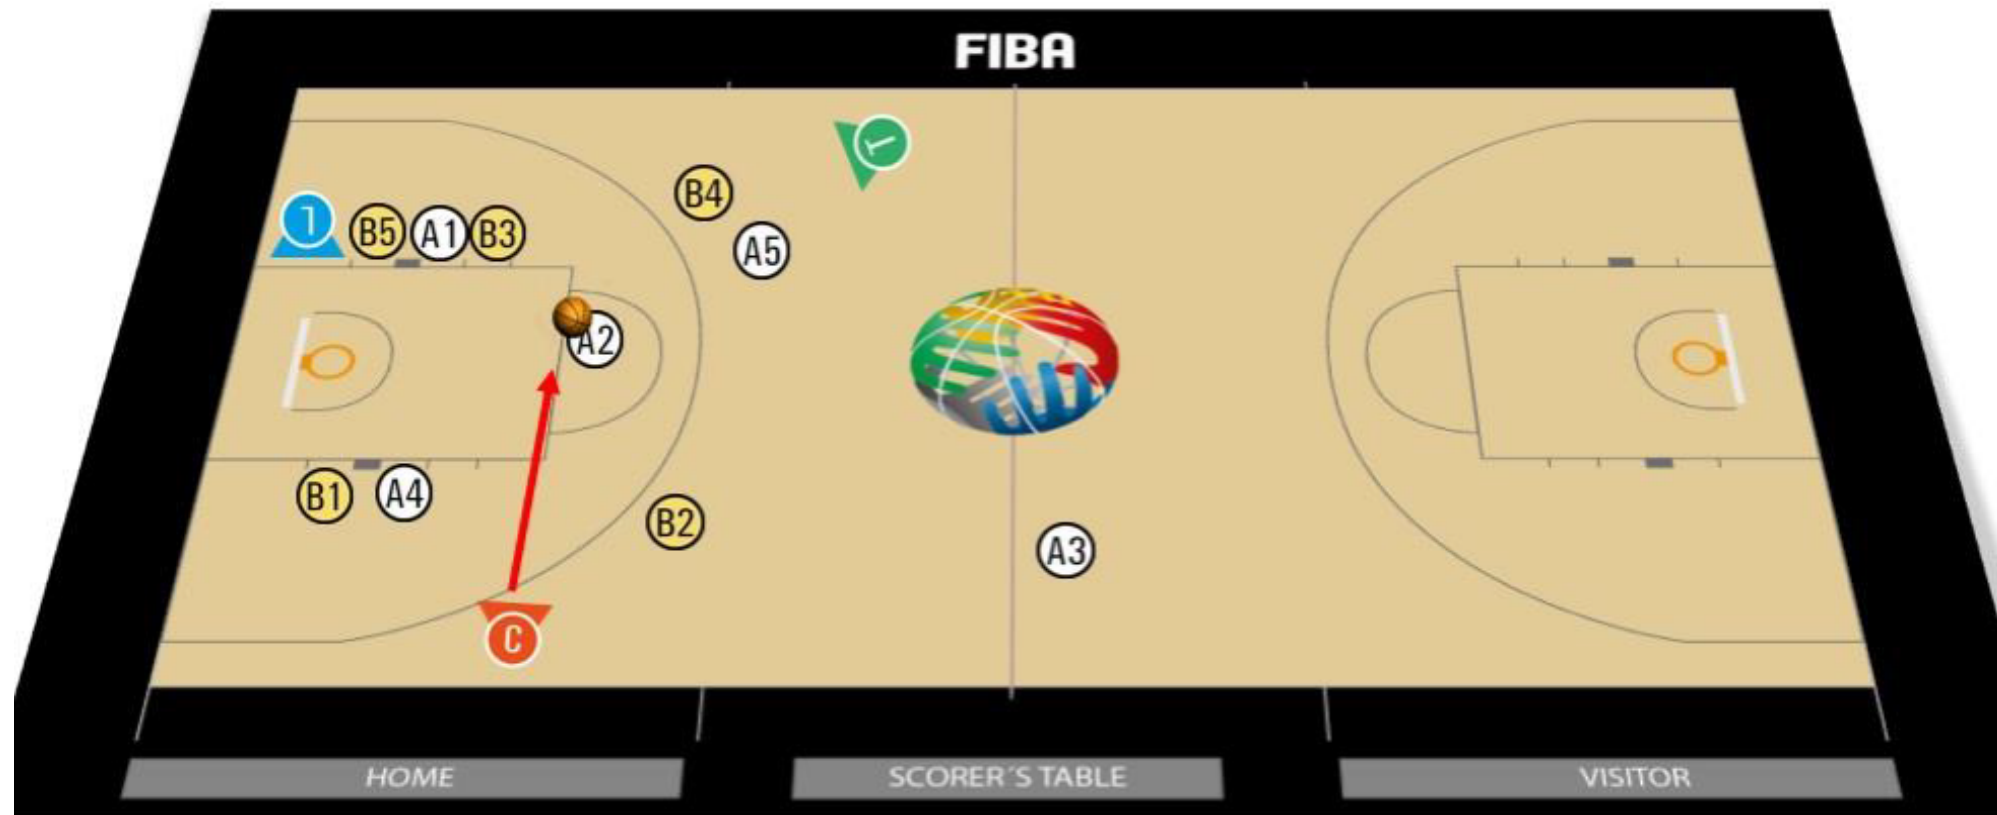 FIBA
T
B4
L
B5
A1
B3
A5
A2
B1
A4
B2
A3
C
HOME
SCORER´S TABLE
VISITOR